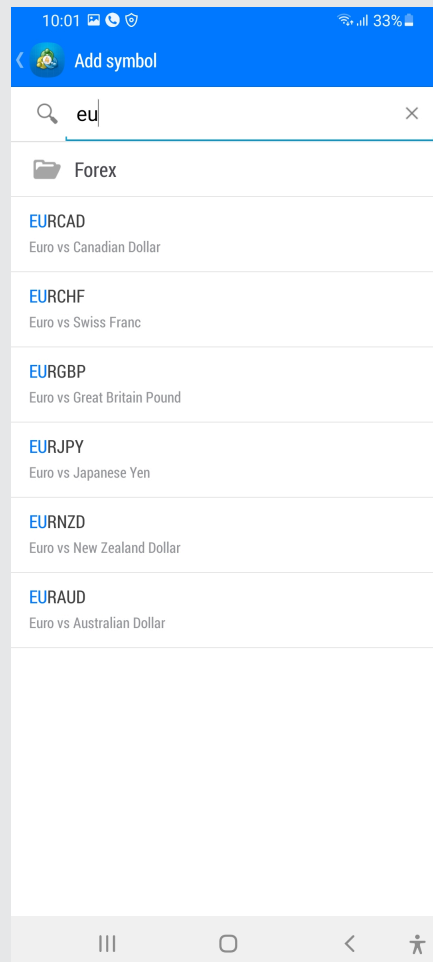 10:01 33%
Add symbol
eu
Forex
EURCAD
Euro vs Canadian Dollar
EURCHF
Euro vs Swiss Franc
EURGBP
Euro vs Great Britain Pound
EURJPY
Euro vs Japanese Yen
EURNZD
Euro vs New Zealand Dollar
EURAUD
Euro vs Australian Dollar